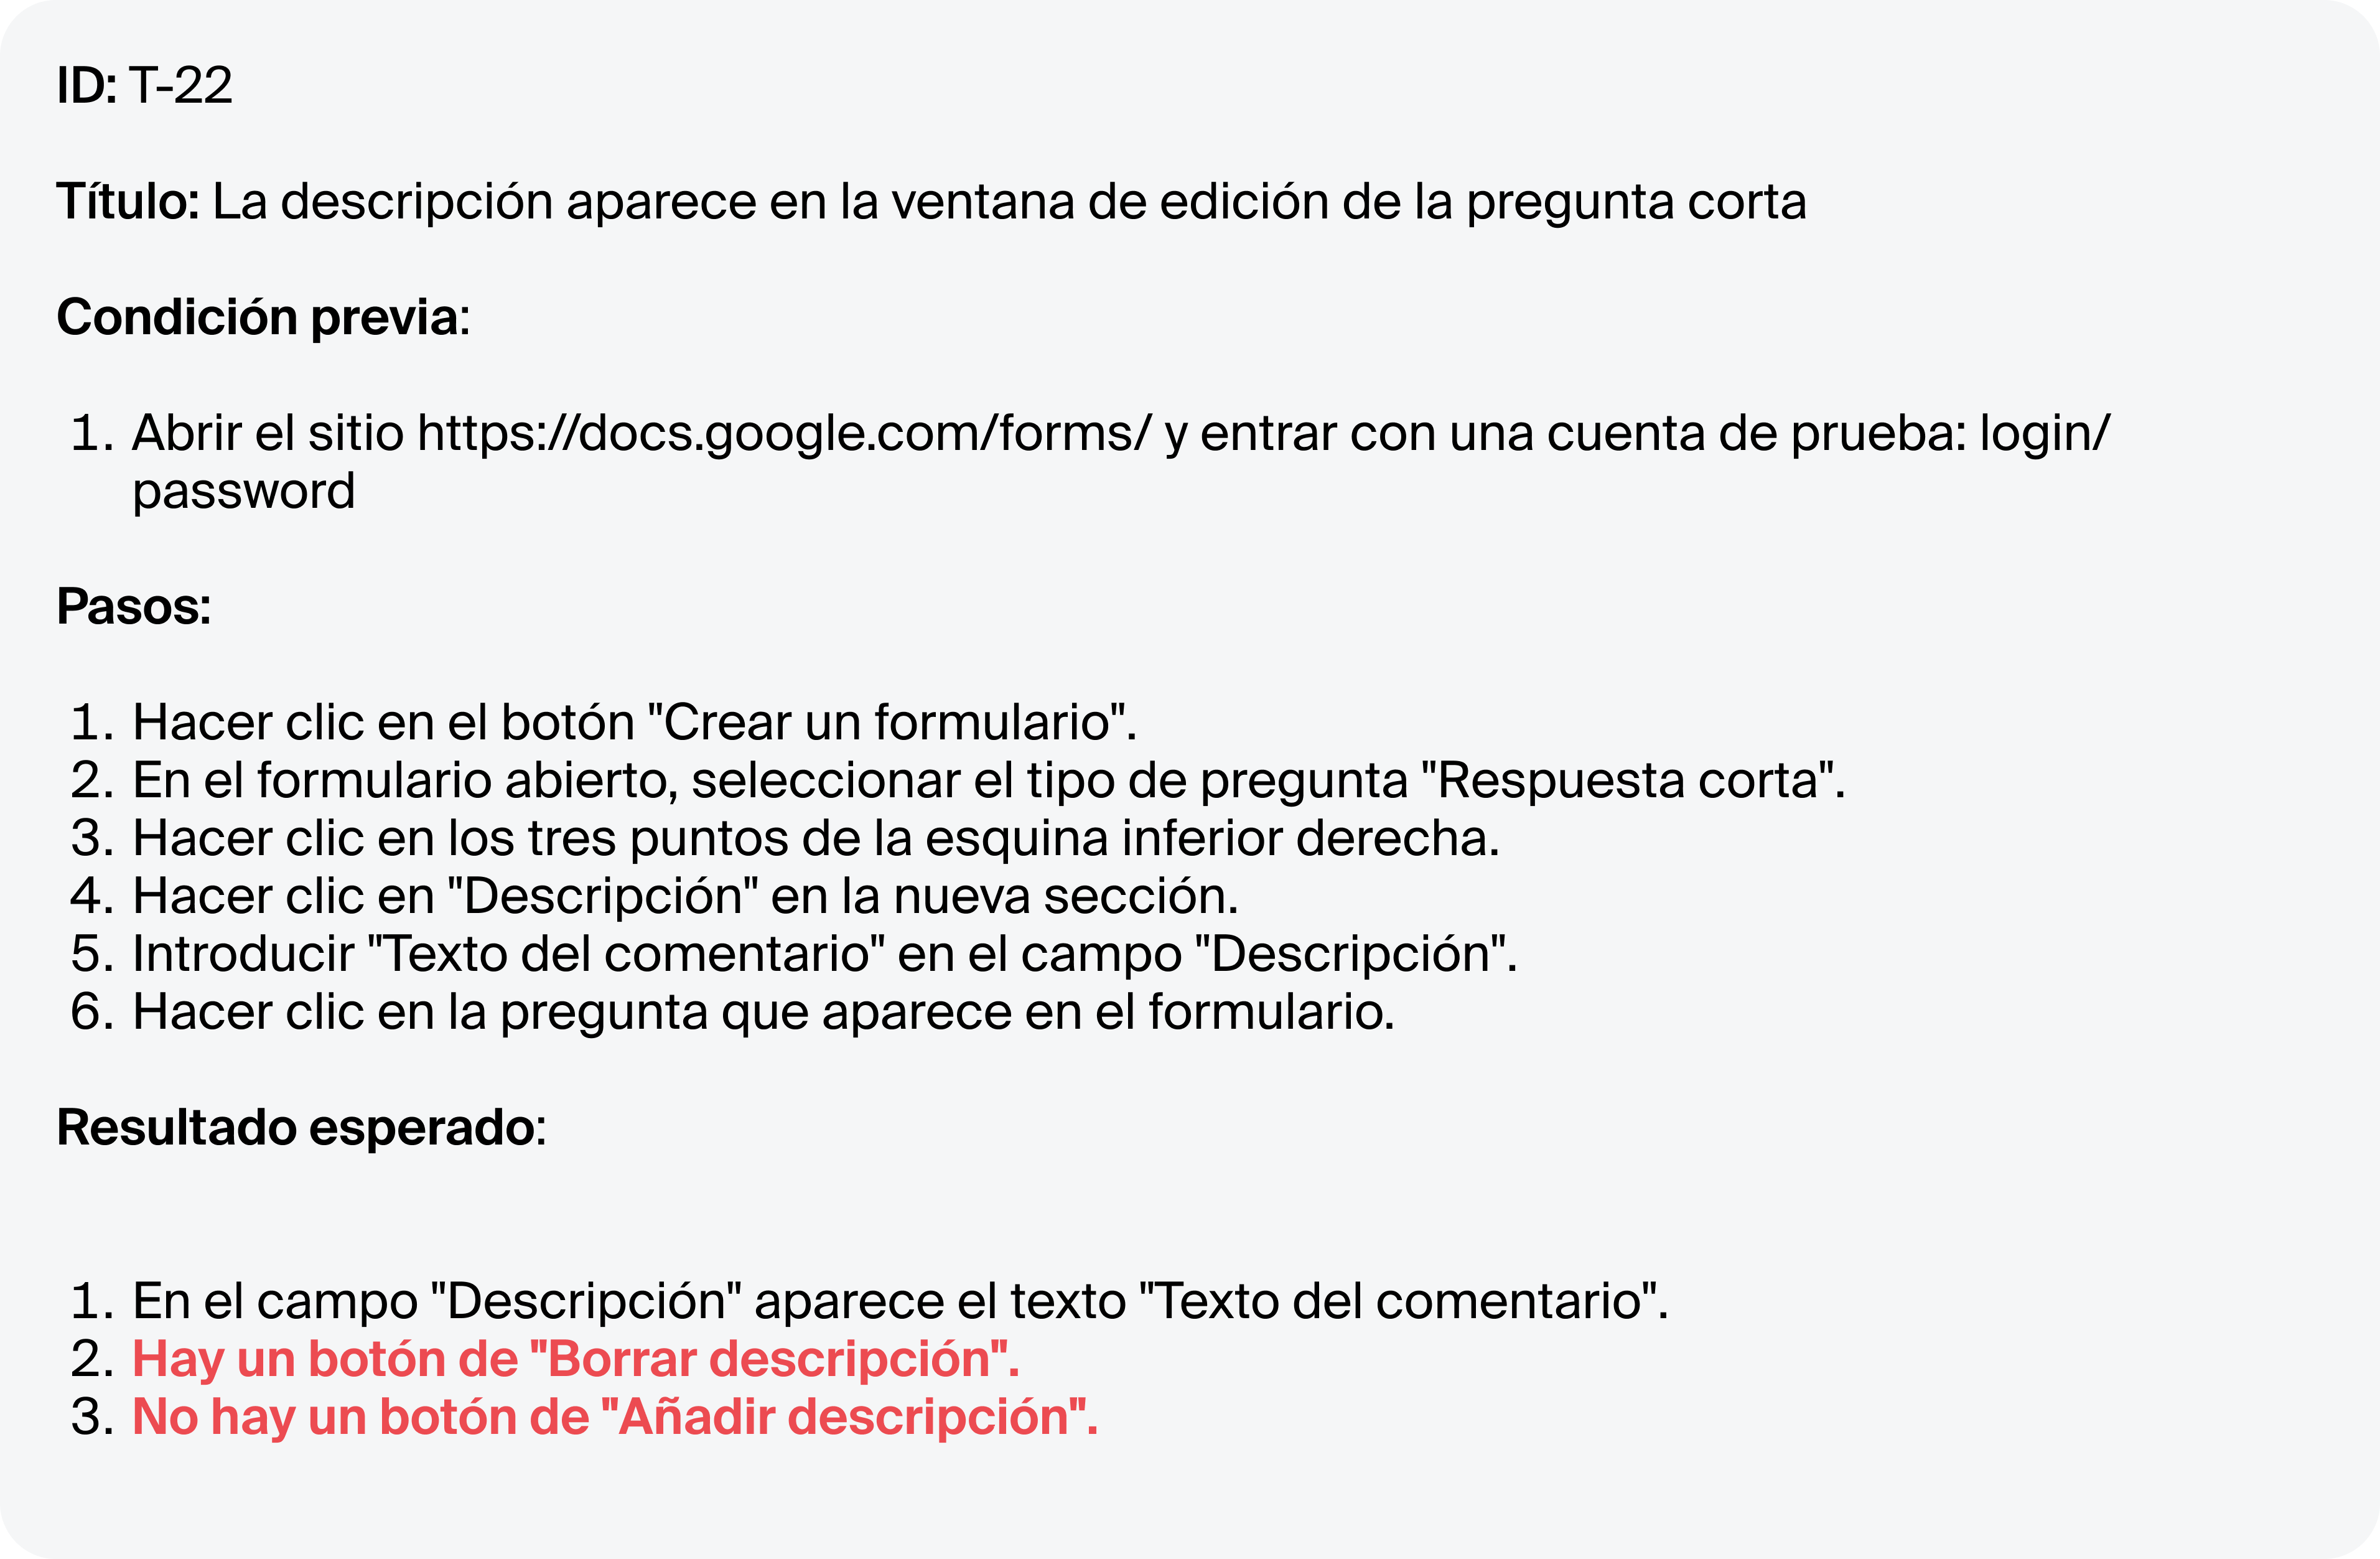 ID: T-22
Título: La descripción aparece en la ventana de edición de la pregunta corta
Condición previa:
1. Abrir el sitio https://docs.google.com/forms/ y entrar con una cuenta de prueba: login/
password
Pasos:
1. Hacer clic en el botón "Crear un formulario".
2. En el formulario abierto, seleccionar el tipo de pregunta "Respuesta corta".
3. Hacer clic en los tres puntos de la esquina inferior derecha.
4. Hacer clic en "Descripción" en la nueva sección.
5. Introducir "Texto del comentario" en el campo "Descripción".
6. Hacer clic en la pregunta que aparece en el formulario.
Resultado esperado:
1. En el campo "Descripción" aparece el texto "Texto del comentario".
2. Hay un botón de "Borrar descripción".
3. No hay un botón de "Añadir descripción".